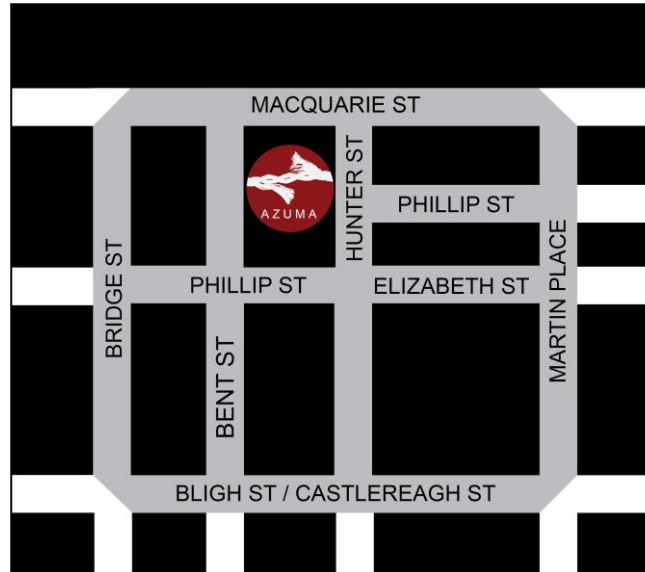 MACQUARIE ST
HUNTER ST
AZUMA
PHILLIP ST
BRIDGE ST
PHILLIP ST
ELIZABETH ST
MARTIN PLACE
BENT ST
BLIGH ST / CASTLEREAGH ST